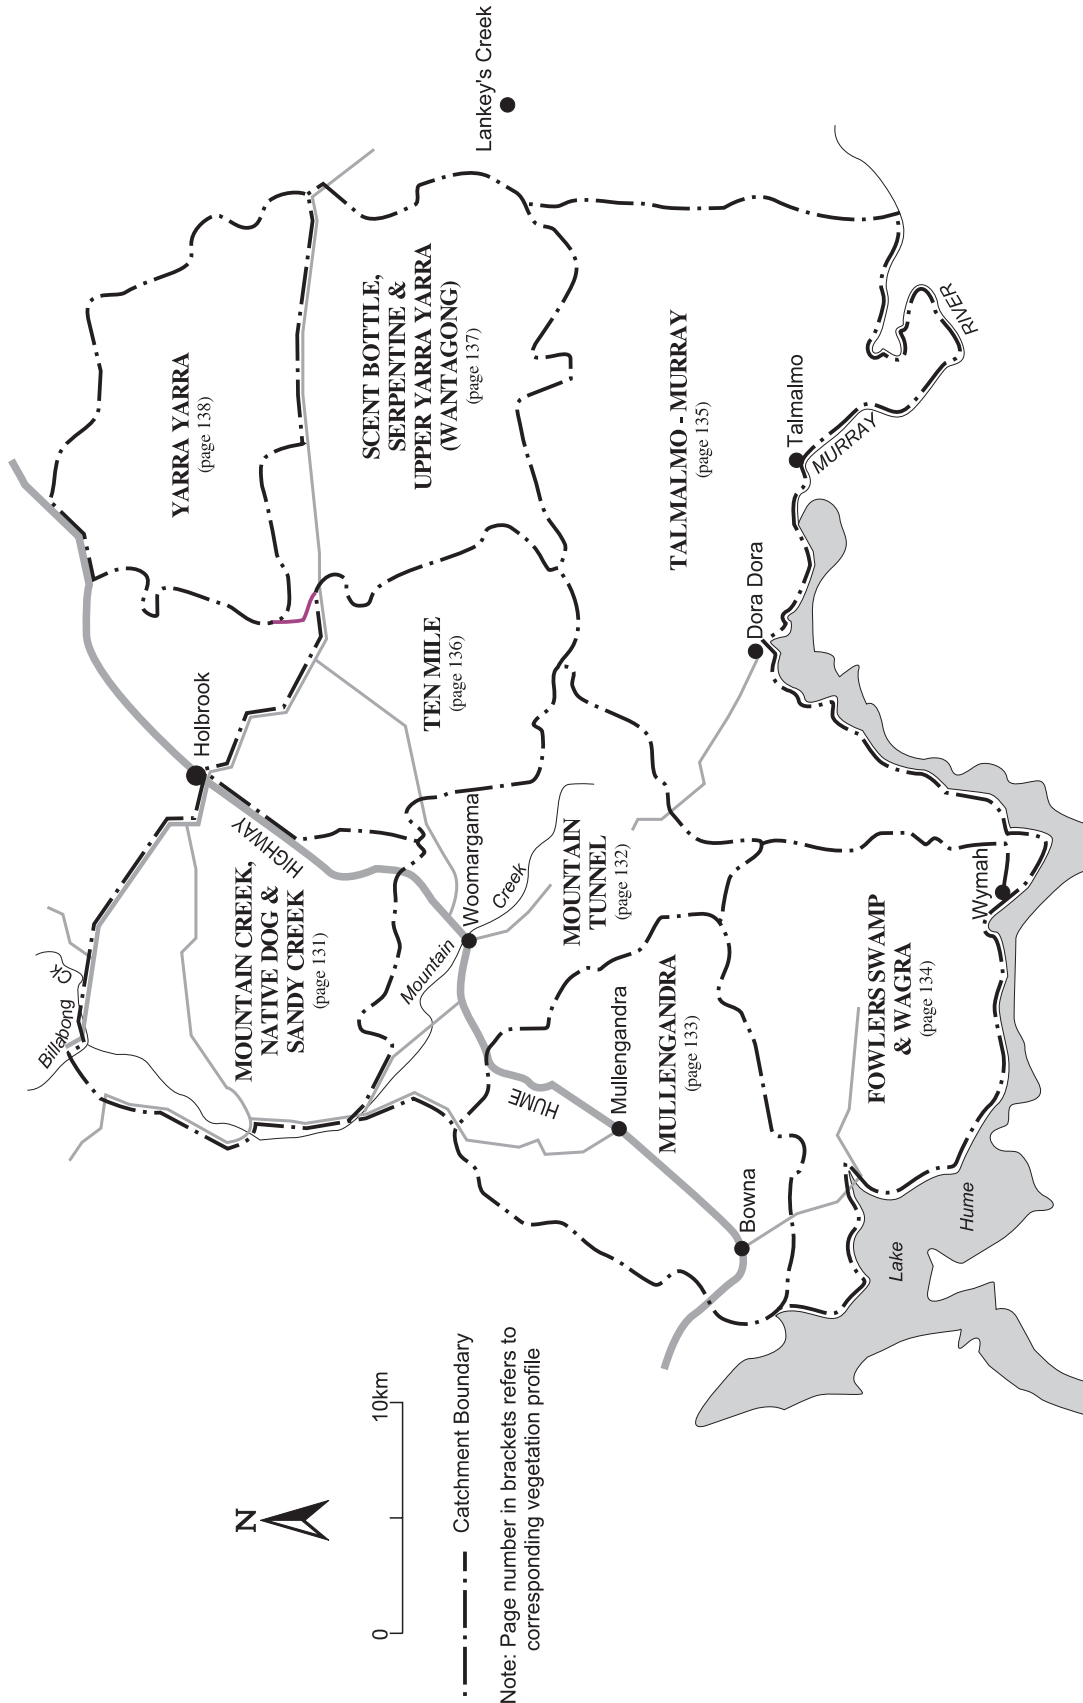 N
0
10km
Catchment Boundary
Note: Page number in brackets refers to
corresponding vegetation profile
Billabong
Ck
MOUNTAIN CREEK,
NATIVE DOG &
SANDY CREEK
(page 131)
HIGHWAY
Holbrook
YARRA YARRA
(page 138)
SCENT BOTTLE,
SERPENTINE &
UPPER YARRA YARRA
(WANTAGONG)
(page 137)
Lankey's Creek
TEN MILE
(page 136)
Woomargama
Mountain
Creek
MOUNTAIN
TUNNEL
(page 132)
HUME
Mullengandra
MULLENGANDRA
(page 133)
Bowna
TALMALMO - MURRAY
(page 135)
Dora Dora
Talmalmo
MURRAY
RIVER
FOWLERS SWAMP
& WAGRA
(page 134)
Wymah
Lake
Hume